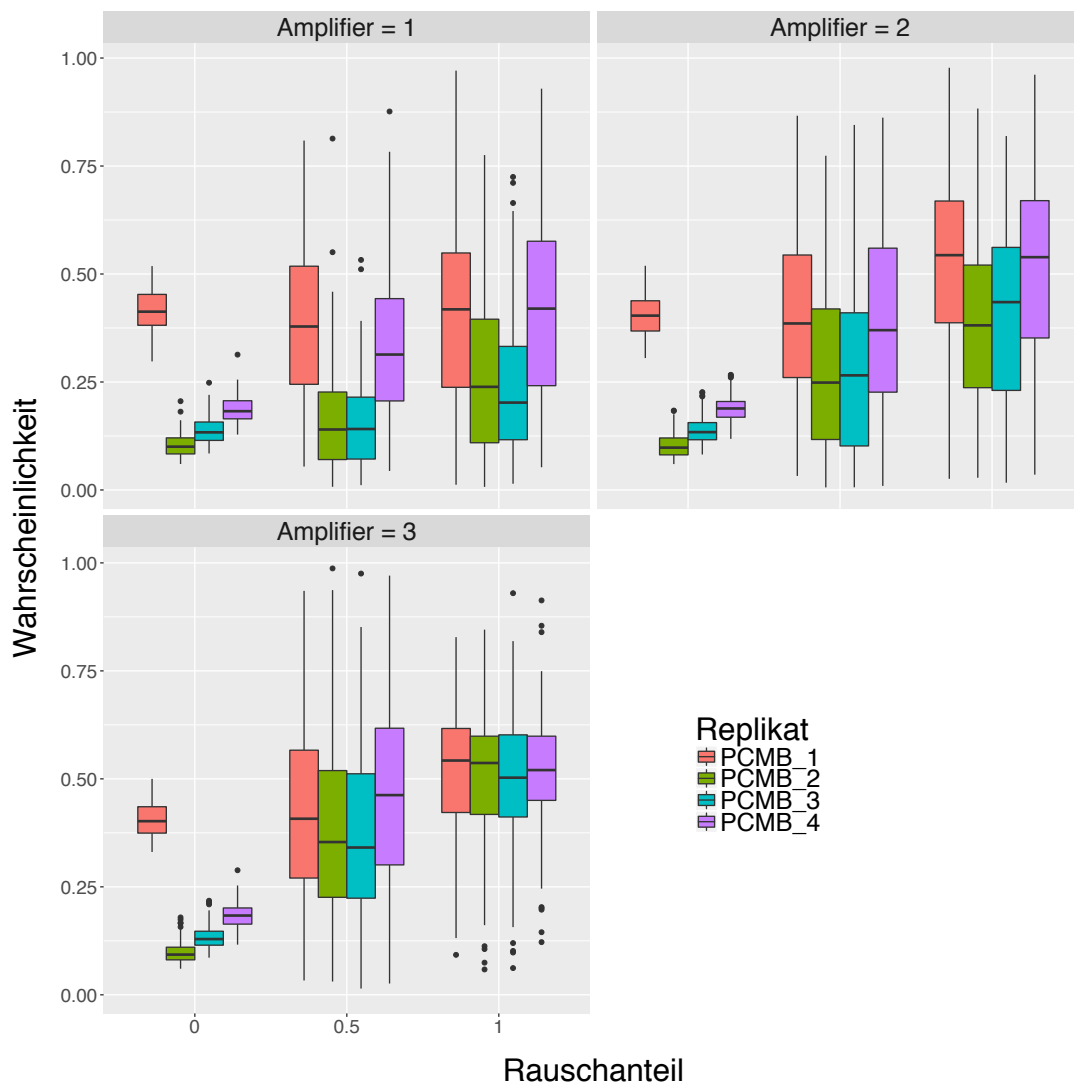 Amplifier = 1
Amplifier = 2
1.00
0.75
0.50
0.25
0.00
Amplifier = 3
1.00
0.75
0.50
0.25
0.00
0
0.5
1
Wahrscheinlichkeit
Rauschanteil
Replikat
PCMB_1
PCMB_2
PCMB_3
PCMB_4